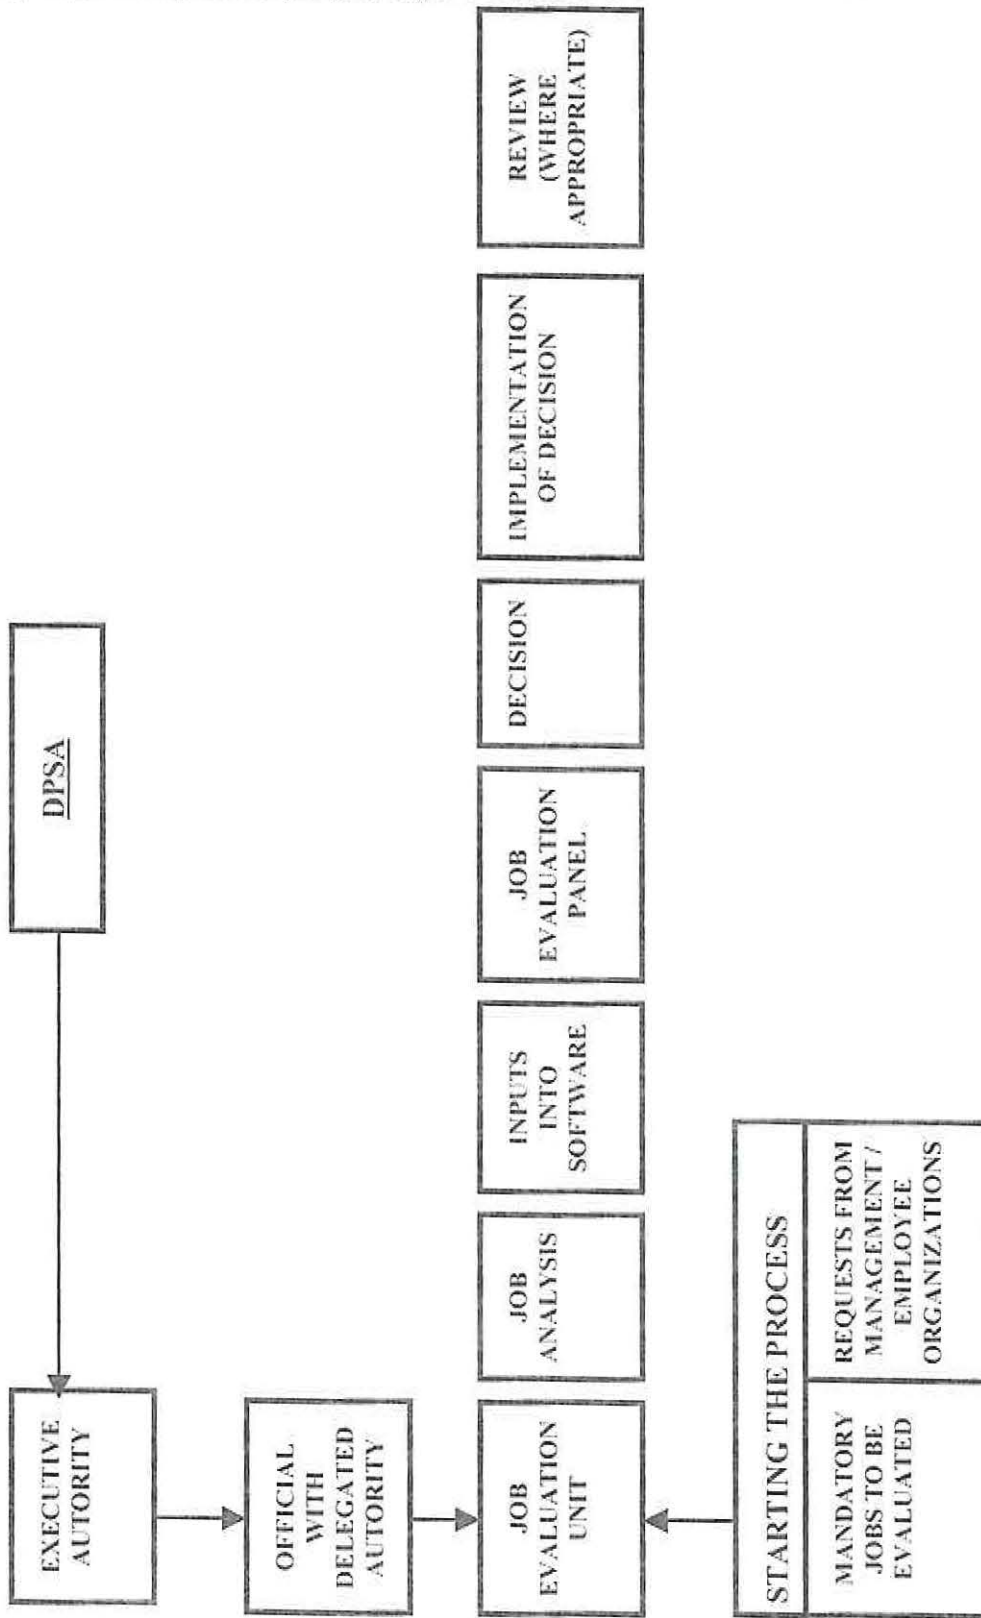 DPSA
EXECUTIVE
AUTORITY
OFFICIAL
WITH
DELEGATED
AUTORITY
JOB
EVALUATION
UNIT
JOB
ANALYSIS
INPUTS
INTO
SOFTWARE
JOB
EVALUATION
PANEL
DECISION
IMPLEMENTATION
OF DECISION
REVIEW
(WHERE
APPROPRIATE)
STARTING THE PROCESS
MANDATORY
JOBS TO BE
EVALUATED
REQUESTS FROM
MANAGEMENT /
EMPLOYEE
ORGANIZATIONS